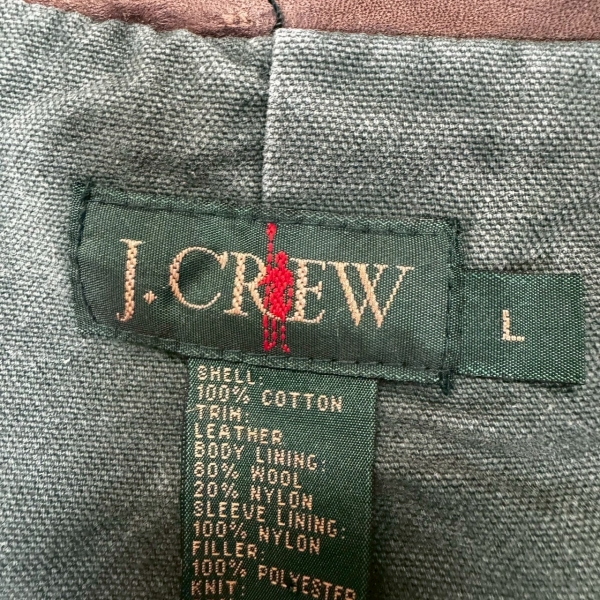 J. CREW
L
SHELL:
100% COTTON
TRIM:
LEATHER
BODY LINING:
80% WOOL
20% NYLON
SLEEVE LINING:
100% NYLON
FILLER:
100% POLYESTER
KNIT: